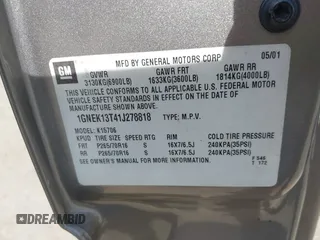 GM
MFD BY GENERAL MOTORS CORP
05/01
GVWR GAWR FRT GAWR RR
3130KG(6900LB) 1633KG(3600LB) 1814KG(4000LB)
THIS VEHICLE CONFORMS TO ALL APPLICABLE U.S. FEDERAL
MOTOR VEHICLE SAFETY STANDARDS IN EFFECT ON THE DATE OF
MANUFACTURE SHOWN ABOVE.
1GNEK13T41J278818 TYPE: M.P.V.
MODEL: K15706
KPUD TIRE SIZE SPEED RTG RIM COLD TIRE PRESSURE
FRT P265/70R16 S 16X7/6.5J 240KPA(35PSI)
RR P265/70R16 S 16X7/6.5J 240KPA(35PSI)
SEE OWNER'S MANUAL FOR ADDITIONAL INFORMATION
AUTOBIDMASTER